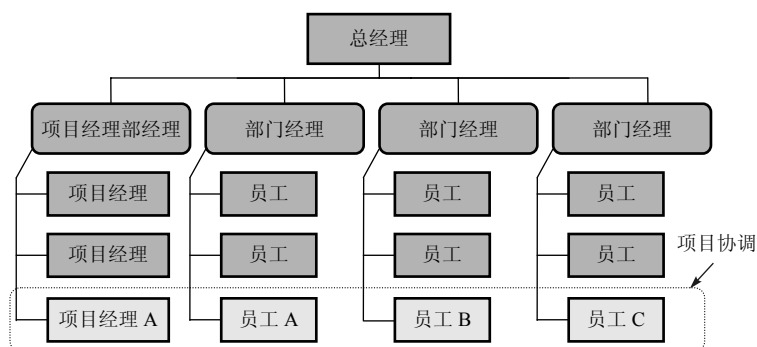 总经理
项目经理部经理 部门经理 部门经理 部门经理
项目经理 员工 员工 员工
项目经理 员工 员工 员工
项目协调
项目经理 A 员工 A 员工 B 员工 C